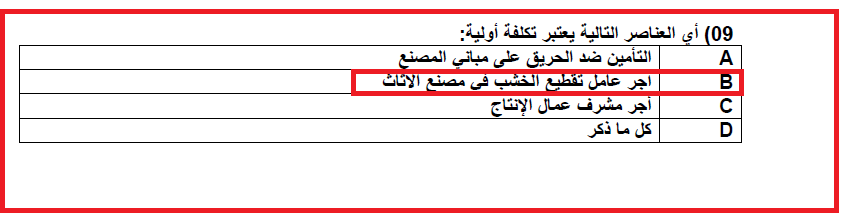 09) أي العناصر التالية يعتبر تكلفة أولية:
A التأمين ضد الحريق على مباني المصنع
B اجر عامل تقطيع الخشب في مصنع الاثاث
C أجر مشرف عمال الإنتاج
D كل ما ذكر